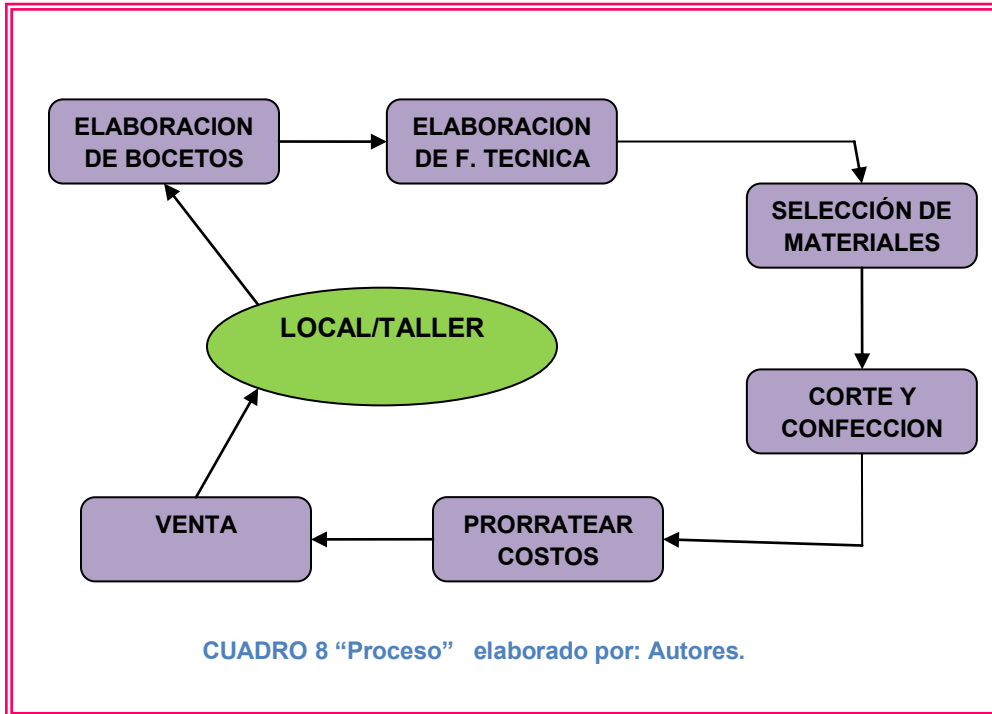 ELABORACION
DE BOCETOS
ELABORACION
DE F. TECNICA
SELECCIÓN DE
MATERIALES
LOCAL/TALLER
CORTE Y
CONFECCION
VENTA
PRORRATEAR
COSTOS
CUADRO 8 “Proceso” elaborado por: Autores.